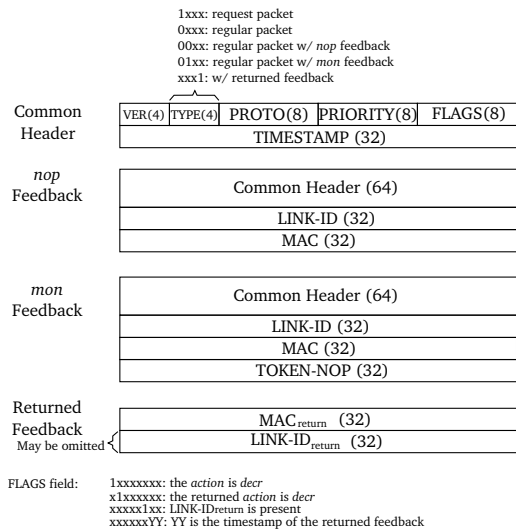 1xxx: request packet
0xxx: regular packet
00xx: regular packet w/ nop feedback
01xx: regular packet w/ mon feedback
xxx1: w/ returned feedback
Common Header
VER(4) TYPE(4) PROTO(8) PRIORITY(8) FLAGS(8)
TIMESTAMP (32)
nop Feedback
Common Header (64)
LINK-ID (32)
MAC (32)
mon Feedback
Common Header (64)
LINK-ID (32)
MAC (32)
TOKEN-NOP (32)
Returned Feedback
May be omitted
MACreturn (32)
LINK-IDreturn (32)
FLAGS field: 1xxxxxxx: the action is decr
x1xxxxxx: the returned action is decr
xxxxx1xx: LINK-IDreturn is present
xxxxxxYY: YY is the timestamp of the returned feedback